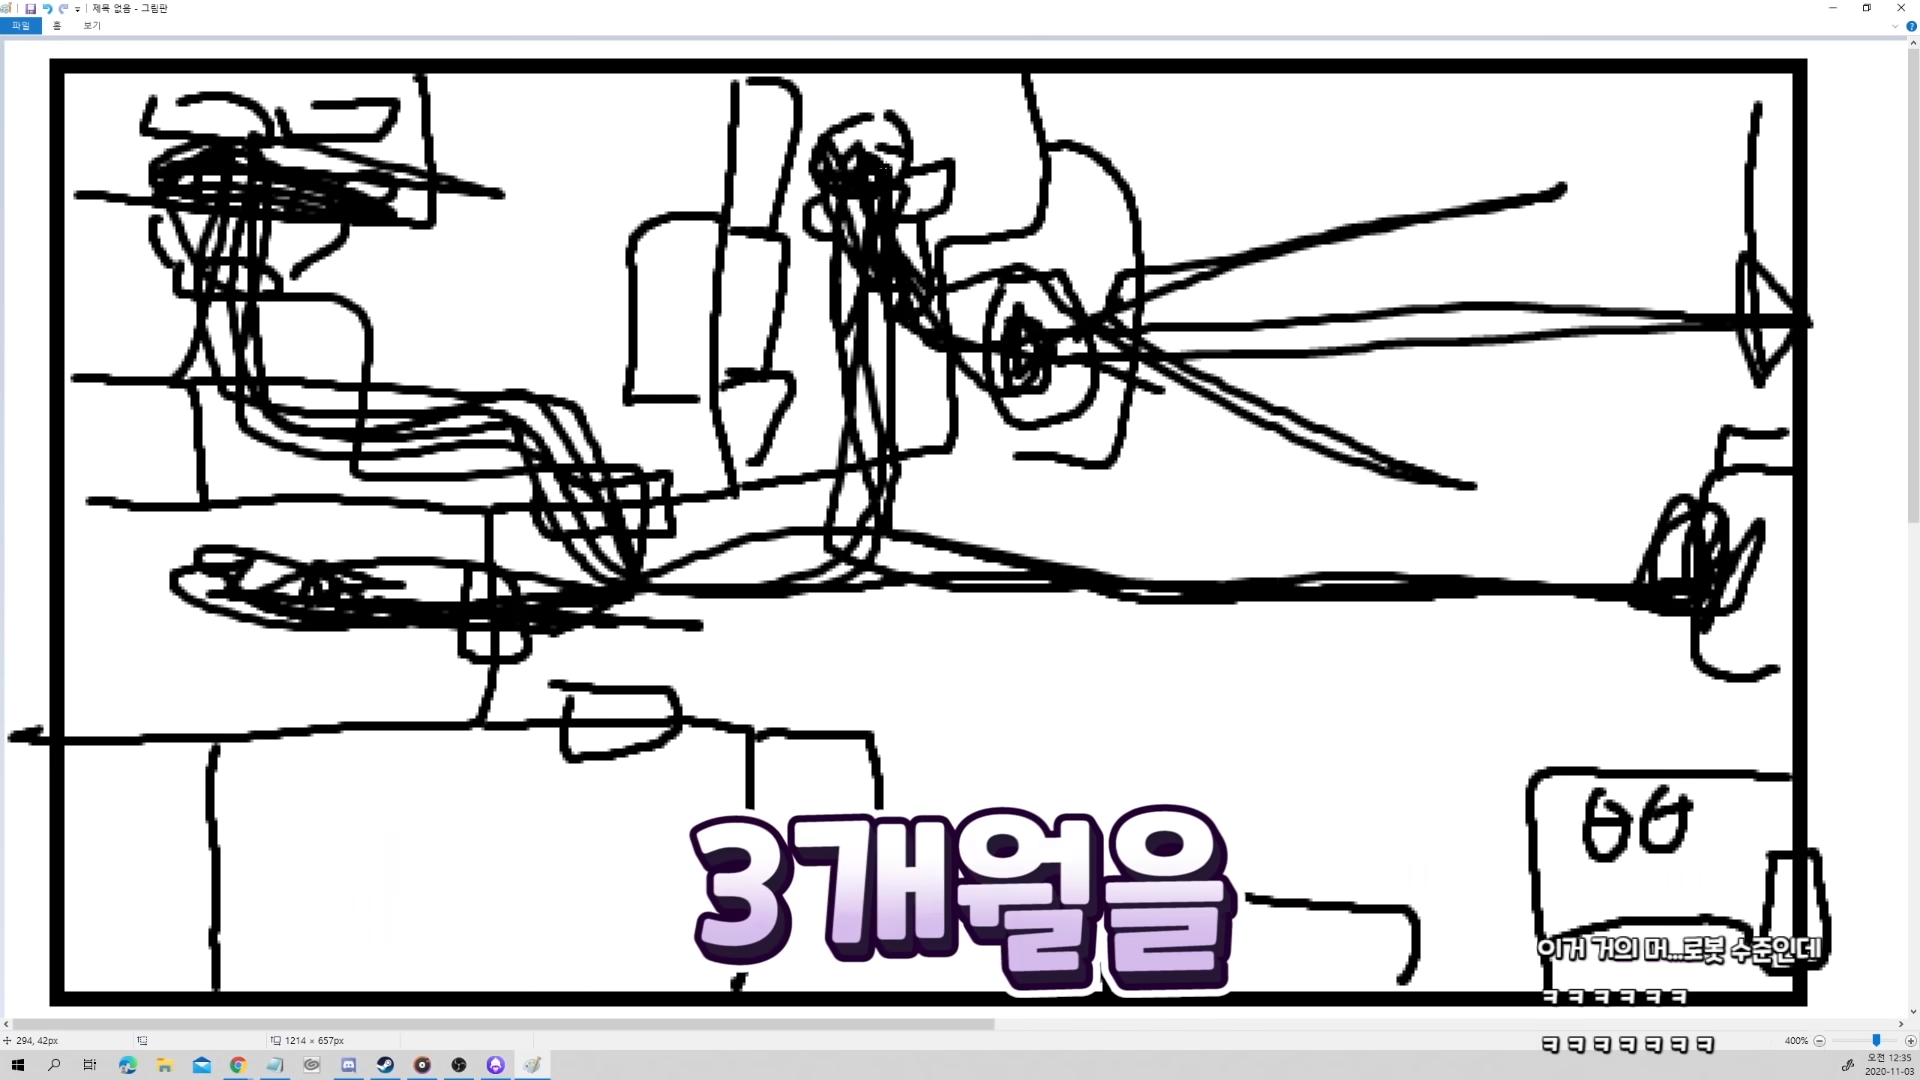 제목 없음 - 그림판
파일 홈 보기
3개월을
이거 거의 머...로봇 수준인데
ㅋㅋㅋㅋㅋㅋ
ㅋㅋㅋㅋㅋㅋㅋ
294, 42px
1214 × 657px
400%
오전 12:35
2020-11-03